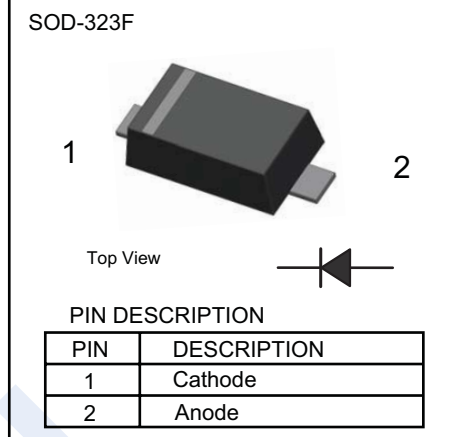 SOD-323F
1
2
Top View
PIN DESCRIPTION
PIN DESCRIPTION
1 Cathode
2 Anode